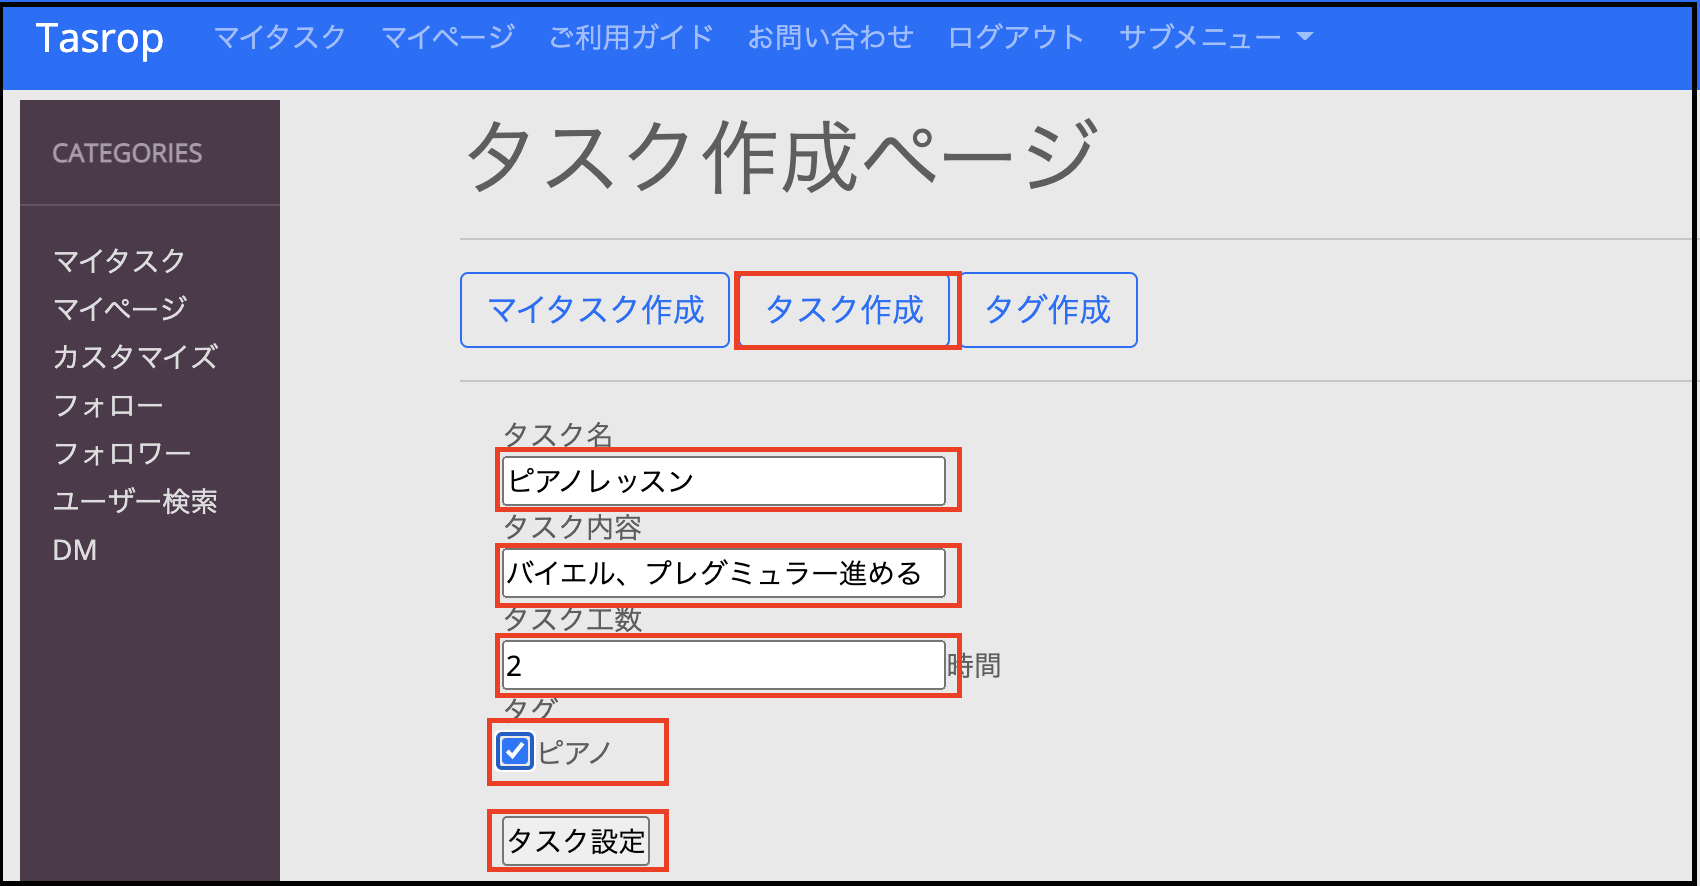 Tasrop マイタスク マイページ ご利用ガイド お問い合わせ ログアウト サブメニュー
CATEGORIES
マイタスク
マイページ
カスタマイズ
フォロー
フォロワー
ユーザー検索
DM
タスク作成ページ
マイタスク作成 タスク作成 タグ作成
タスク名
ピアノレッスン
タスク内容
バイエル、プレグミュラー進める
タスク工数
2 時間
タグ
ピアノ
タスク設定